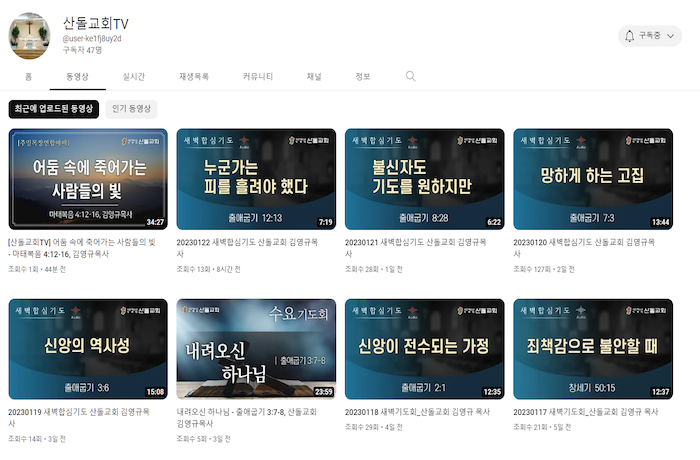 산돌교회TV
@user-ke1fj8uy2d
구독자 47명
구독중
홈 동영상 실시간 재생목록 커뮤니티 채널 정보
최근에 업로드된 동영상 인기 동영상
[주일목장연합예배]
산돌교회
어둠 속에 죽어가는
사람들의 빛
마태복음 4:12-16, 김영규목사
34:27
[산돌교회TV] 어둠 속에 죽어가는 사람들의 빛
- 마태복음 4:12-16, 김영규목사
조회수 1회 • 44분 전
새벽합심기도
산돌교회
누군가는
피를 흘려야 했다
출애굽기 12:13
7:19
20230122 새벽합심기도 산돌교회 김영규목
사
조회수 13회 • 8시간 전
새벽합심기도
산돌교회
불신자도
기도를 원하지만
출애굽기 8:28
6:22
20230121 새벽합심기도 산돌교회 김영규목
사
조회수 28회 • 1일 전
새벽합심기도
산돌교회
망하게 하는 고집
출애굽기 7:3
13:44
20230120 새벽합심기도 산돌교회 김영규목
사
조회수 127회 • 2일 전
새벽합심기도
산돌교회
신앙의 역사성
출애굽기 3:6
15:08
20230119 새벽합심기도 산돌교회 김영규목
사
조회수 14회 • 3일 전
산돌교회
수요기도회
내려오신
하나님
출애굽기 3:7-8
23:59
내려오신 하나님 - 출애굽기 3:7-8, 산돌교회
김영규목사
조회수 5회 • 3일 전
새벽합심기도
산돌교회
신앙이 전수되는 가정
출애굽기 2:1
12:35
20230118 새벽기도회_산돌교회 김영규 목사
조회수 29회 • 4일 전
새벽합심기도
산돌교회
죄책감으로 불안할 때
창세기 50:15
12:37
20230117 새벽기도회_산돌교회 김영규 목사
조회수 21회 • 5일 전